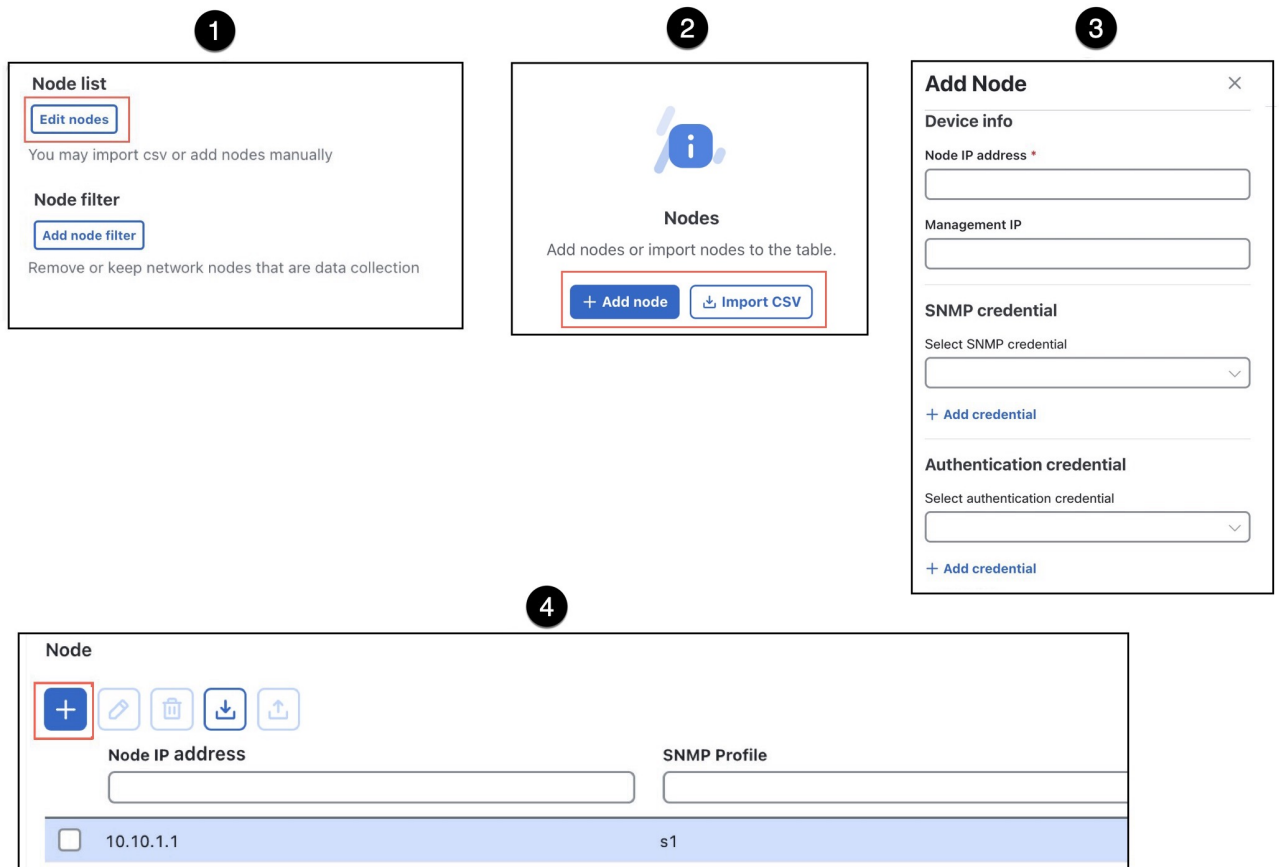 1
Node list
Edit nodes
You may import csv or add nodes manually
Node filter
Add node filter
Remove or keep network nodes that are data collection
2
Nodes
Add nodes or import nodes to the table.
+ Add node
Import CSV
3
Add Node
Device info
Node IP address *
Management IP
SNMP credential
Select SNMP credential
+ Add credential
Authentication credential
Select authentication credential
+ Add credential
4
Node
Node IP address SNMP Profile
10.10.1.1 s1